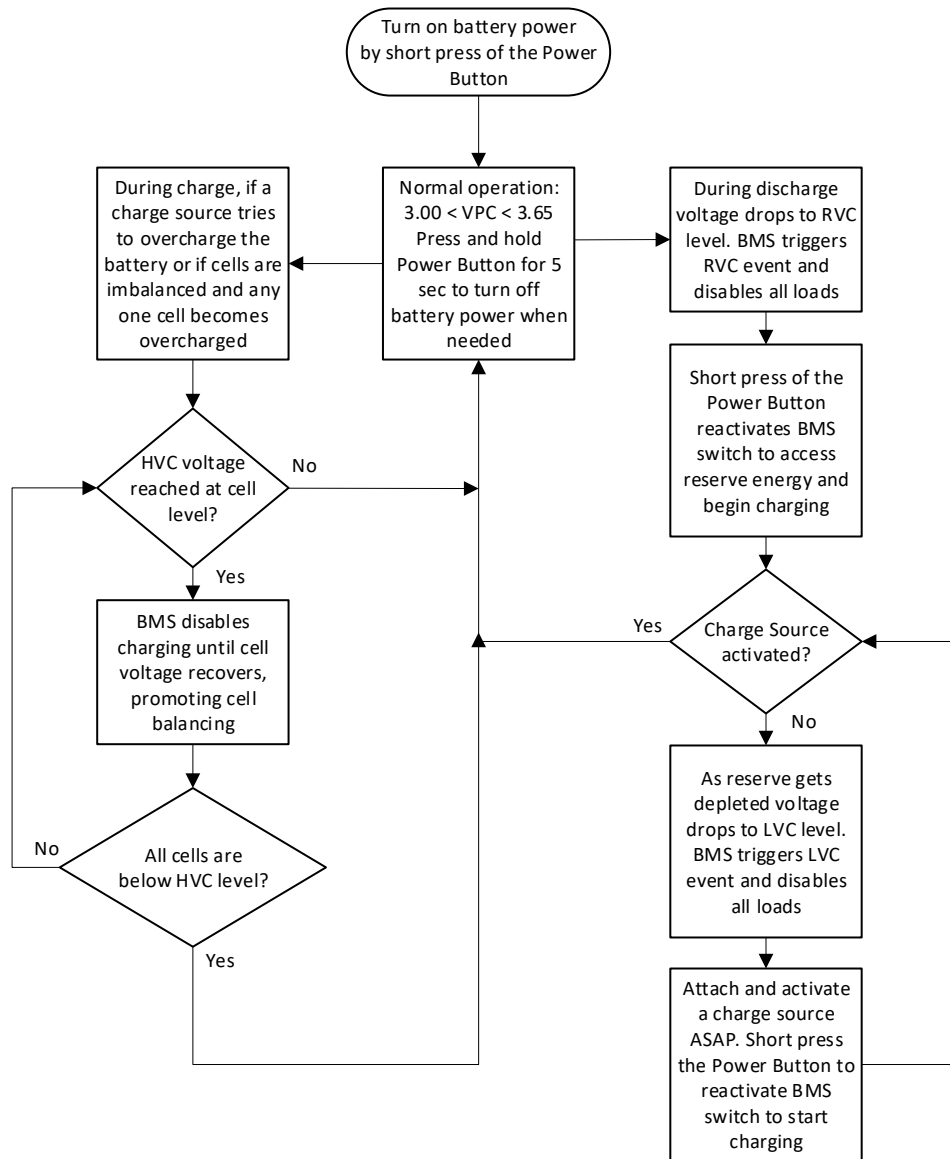 Turn on battery power
by short press of the Power
Button
During charge, if a
charge source tries
to overcharge the
battery or if cells are
imbalanced and any
one cell becomes
overcharged
Normal operation:
3.00 < VPC < 3.65
Press and hold
Power Button for 5
sec to turn off
battery power when
needed
During discharge
voltage drops to RVC
level. BMS triggers
RVC event and
disables all loads
Short press of the
Power Button
reactivates BMS
switch to access
reserve energy and
begin charging
HVC voltage
reached at cell
level?
No
Yes
BMS disables
charging until cell
voltage recovers,
promoting cell
balancing
Yes
Charge Source
activated?
No
As reserve gets
depleted voltage
drops to LVC level.
BMS triggers LVC
event and disables
all loads
No
All cells are
below HVC level?
Yes
Attach and activate
a charge source
ASAP. Short press
the Power Button to
reactivate BMS
switch to start
charging